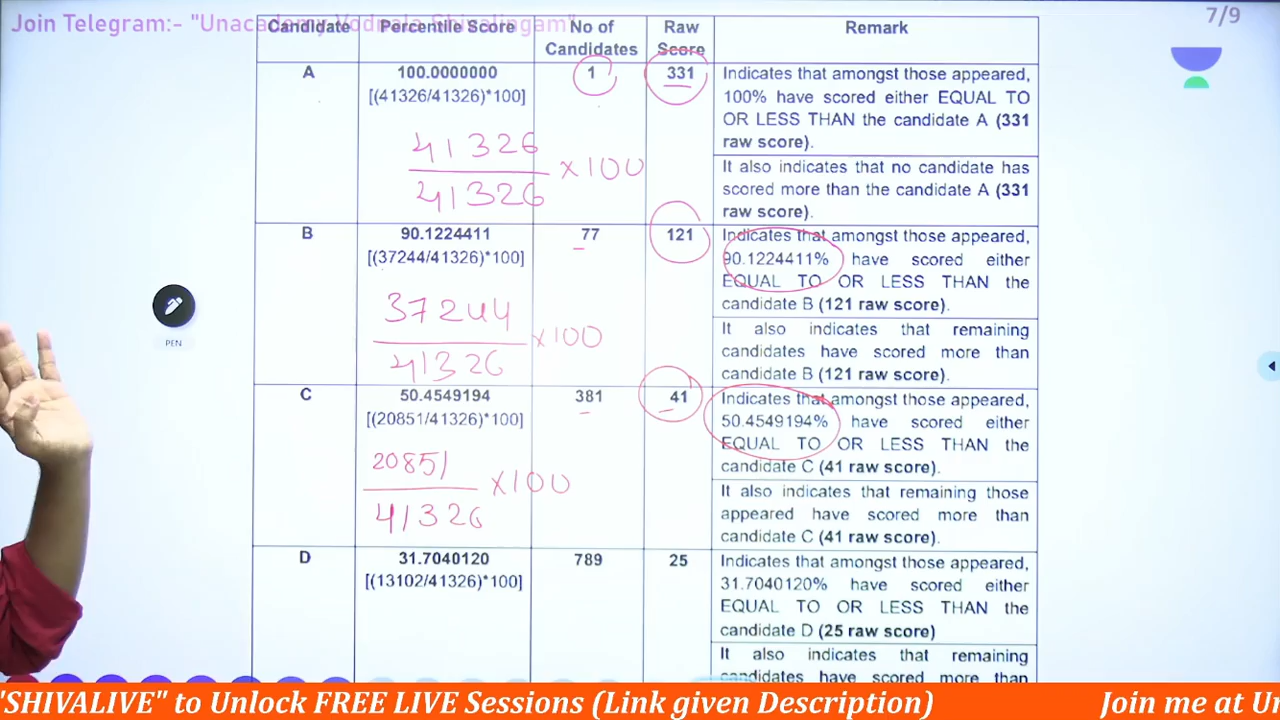 Join Telegram:- "Unacademy Vodnala Shivalingam"
7/9
Candidate
Percentile Score
No of
Candidates
Raw
Score
Remark
A
100.0000000
[(41326/41326)*100]
1
331
Indicates that amongst those appeared,
100% have scored either EQUAL TO
OR LESS THAN the candidate A (331
raw score).
41326
41326
×100
It also indicates that no candidate has
scored more than the candidate A (331
raw score).
B
90.1224411
[(37244/41326)*100]
77
121
Indicates that amongst those appeared,
90.1224411% have scored either
EQUAL TO OR LESS THAN the
candidate B (121 raw score).
37244
41326
×100
It also indicates that remaining
candidates have scored more than
candidate B (121 raw score).
PEN
C
50.4549194
[(20851/41326)*100]
381
41
Indicates that amongst those appeared,
50.4549194% have scored either
EQUAL TO OR LESS THAN the
candidate C (41 raw score).
20851
41326
×100
It also indicates that remaining those
appeared have scored more than
candidate C (41 raw score).
D
31.7040120
[(13102/41326)*100]
789
25
Indicates that amongst those appeared,
31.7040120% have scored either
EQUAL TO OR LESS THAN the
candidate D (25 raw score)
It also indicates that remaining
candidates have scored more than
"SHIVALIVE" to Unlock FREE LIVE Sessions (Link given Description)
Join me at Un